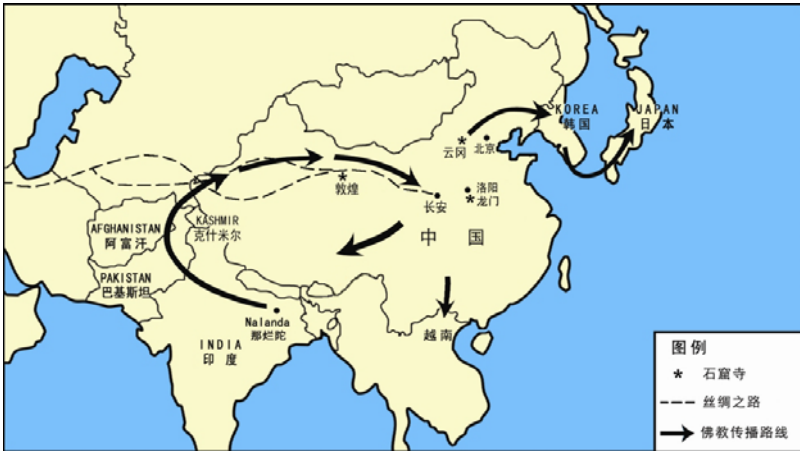 KOREA
韩国
JAPAN
日本
云冈
北京
敦煌
洛阳
龙门
长安
KASHMIR
克什米尔
AFGHANISTAN
阿富汗
中国
PAKISTAN
巴基斯坦
Nalanda
那烂陀
INDIA
印度
越南
图例
* 石窟寺
丝绸之路
佛教传播路线